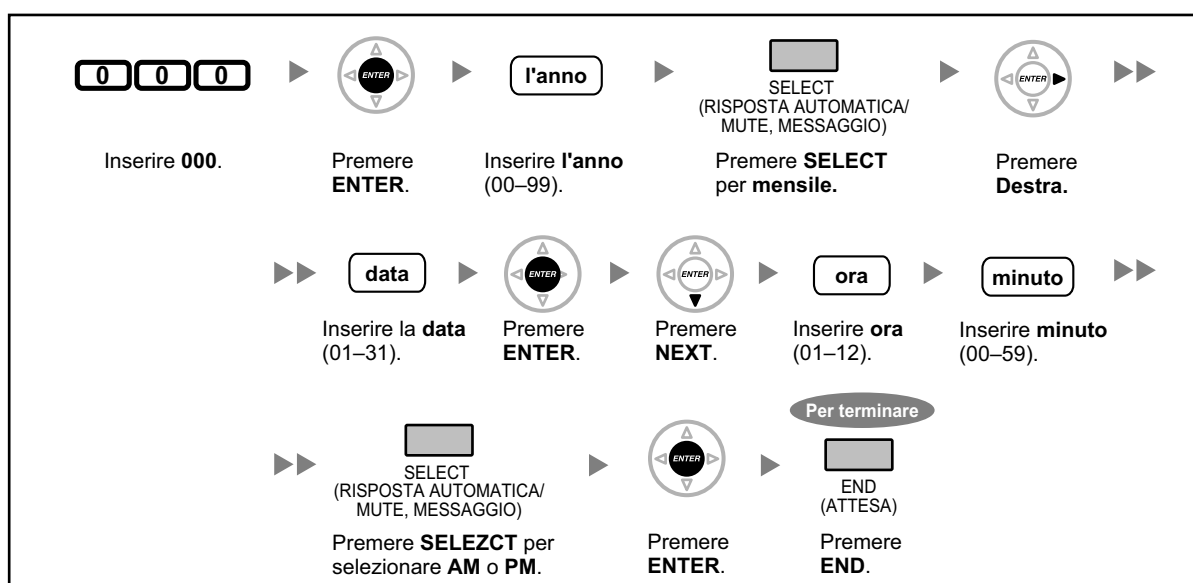 0 0 0 ENTER l'anno SELECT ENTER
(RISPOSTA AUTOMATICA/
MUTE, MESSAGGIO)
Inserire 000. Premere Inserire l'anno Premere SELECT Premere
ENTER. (00–99). per mensile. Destra.
data ENTER ENTER ora minuto
Inserire la data Premere Premere Inserire ora Inserire minuto
(01–31). ENTER. NEXT. (01–12). (00–59).
Per terminare
SELECT ENTER END
(RISPOSTA AUTOMATICA/ (ATTESA)
MUTE, MESSAGGIO)
Premere SELEZCT per Premere Premere
selezionare AM o PM. ENTER. END.